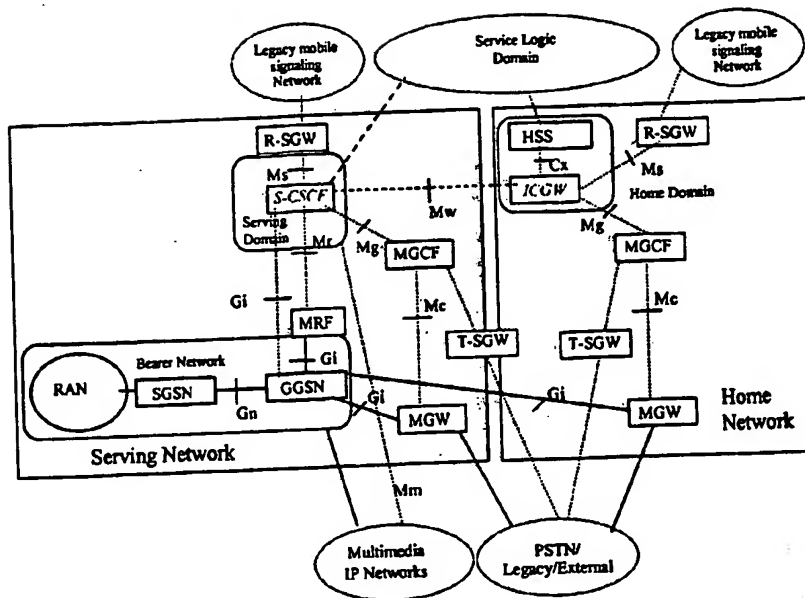 Legacy mobile
signaling
Network
Service Logic
Domain
Legacy mobile
signaling
Network
R-SGW
HSS
R-SGW
Ms
S-CSCF
Cx
ICGW
Ms
Home Domain
Mw
Serving
Domain
Mr
Mg
MGCF
Mg
MGCF
Gi
Mc
Mc
MRF
T-SGW
T-SGW
Bearer Network
Gi
RAN
SGSN
GGSN
Gn
Gi
MGW
Gi
MGW
Home
Network
Serving Network
Mm
Multimedia
IP Networks
PSTN/
Legacy/External